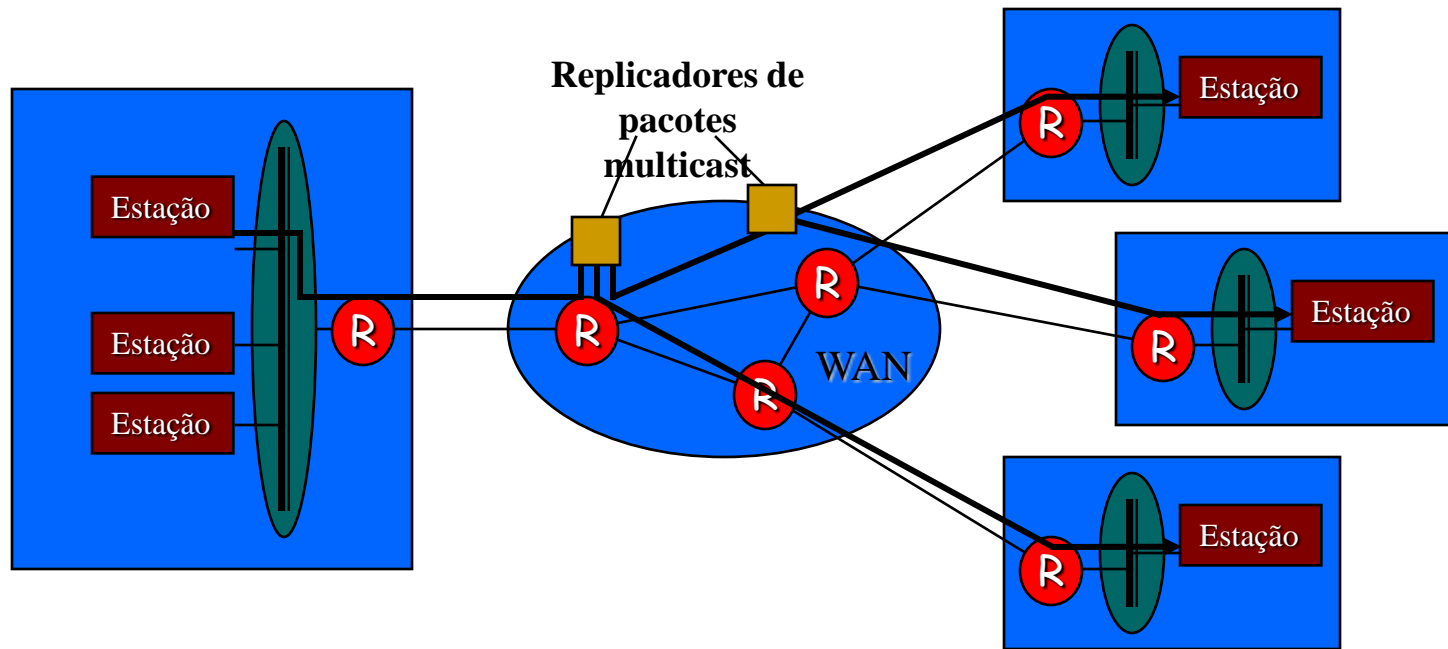 Replicadores de
pacotes
multicast
Estação
Estação
Estação
R
R
R
R
WAN
R
Estação
R
Estação
R
Estação